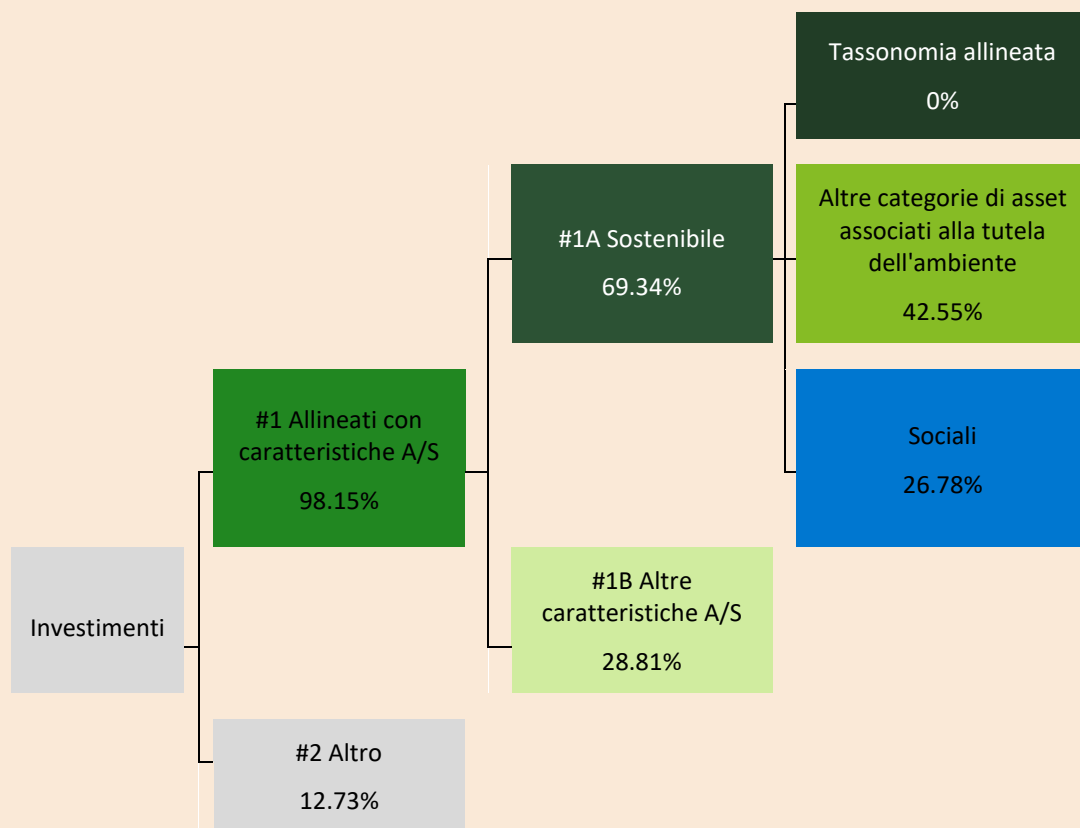 Tassonomia allineata
0%
Altre categorie di asset
associati alla tutela
dell'ambiente
42.55%
#1A Sostenibile
69.34%
Sociali
26.78%
#1 Allineati con
caratteristiche A/S
98.15%
#1B Altre
caratteristiche A/S
28.81%
Investimenti
#2 Altro
12.73%